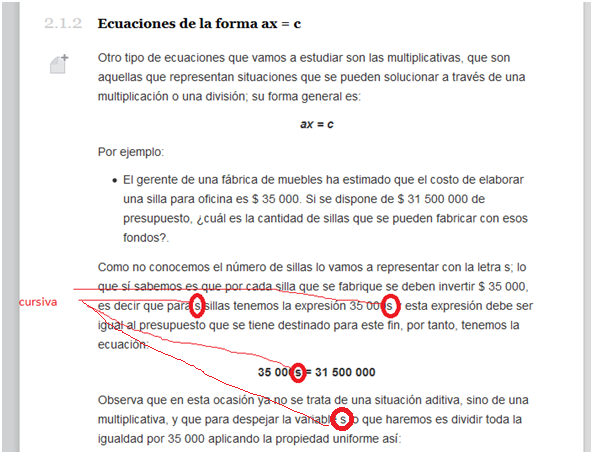 2.1.2 Ecuaciones de la forma ax = c
Otro tipo de ecuaciones que vamos a estudiar son las multiplicativas, que son
aquellas que representan situaciones que se pueden solucionar a través de una
multiplicación o una división; su forma general es:
ax = c
Por ejemplo:
• El gerente de una fábrica de muebles ha estimado que el costo de elaborar
una silla para oficina es $ 35 000. Si se dispone de $ 31 500 000 de
presupuesto, ¿cuál es la cantidad de sillas que se pueden fabricar con esos
fondos?.
Como no conocemos el número de sillas lo vamos a representar con la letra s; lo
que sí sabemos es que por cada silla que se fabrique se deben invertir $ 35 000,
cursiva
es decir que para s sillas tenemos la expresión 35 000s y esta expresión debe ser
igual al presupuesto que se tiene destinado para este fin, por tanto, tenemos la
ecuación:
35 000s = 31 500 000
Observa que en esta ocasión ya no se trata de una situación aditiva, sino de una
multiplicativa, y que para despejar la variable s lo que haremos es dividir toda la
igualdad por 35 000 aplicando la propiedad uniforme así: